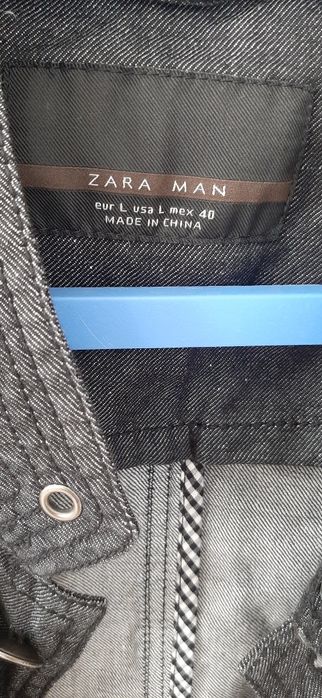 ZARA MAN
eur L usa L mex 40
MADE IN CHINA